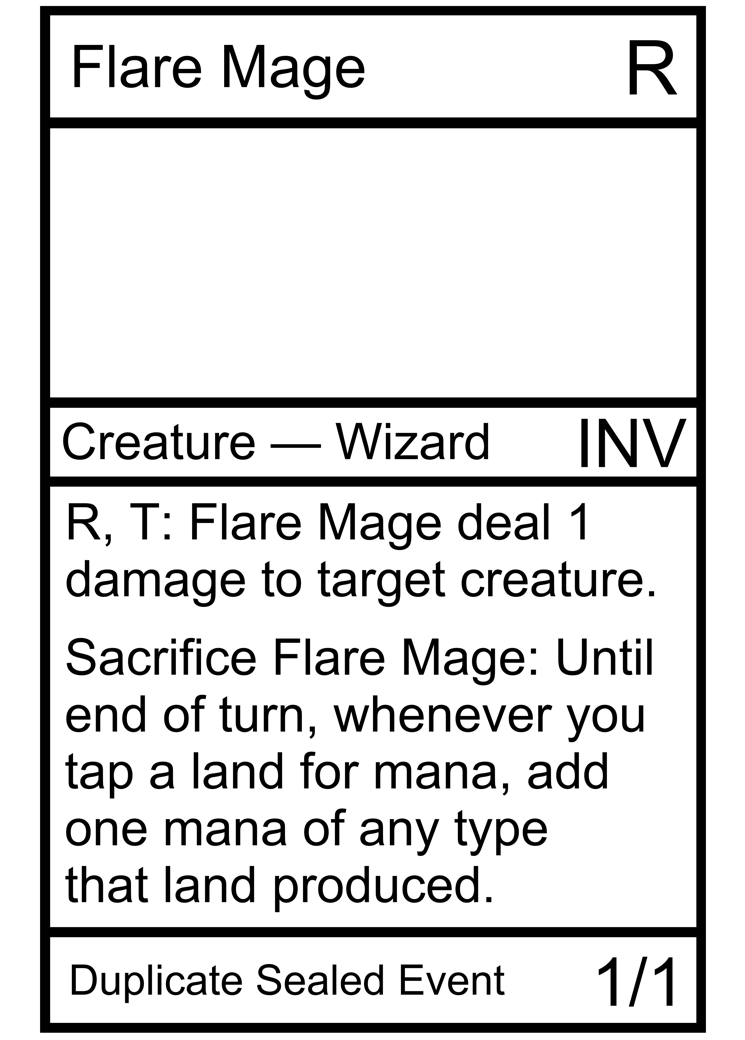 Flare Mage R
Creature — Wizard INV
R, T: Flare Mage deal 1
damage to target creature.
Sacrifice Flare Mage: Until
end of turn, whenever you
tap a land for mana, add
one mana of any type
that land produced.
Duplicate Sealed Event 1/1